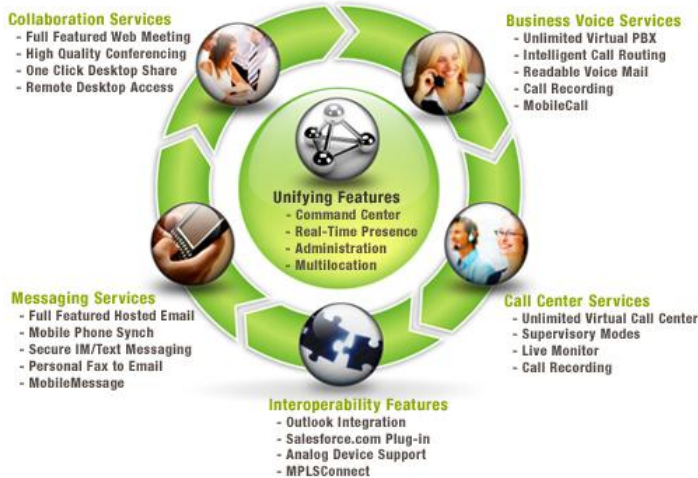 Collaboration Services
- Full Featured Web Meeting
- High Quality Conferencing
- One Click Desktop Share
- Remote Desktop Access
Business Voice Services
- Unlimited Virtual PBX
- Intelligent Call Routing
- Readable Voice Mail
- Call Recording
- MobileCall
Unifying Features
- Command Center
- Real-Time Presence
- Administration
- Multilocation
Messaging Services
- Full Featured Hosted Email
- Mobile Phone Synch
- Secure IM/Text Messaging
- Personal Fax to Email
- MobileMessage
Call Center Services
- Unlimited Virtual Call Center
- Supervisory Modes
- Live Monitor
- Call Recording
Interoperability Features
- Outlook Integration
- Salesforce.com Plug-in
- Analog Device Support
- MPLSConnect